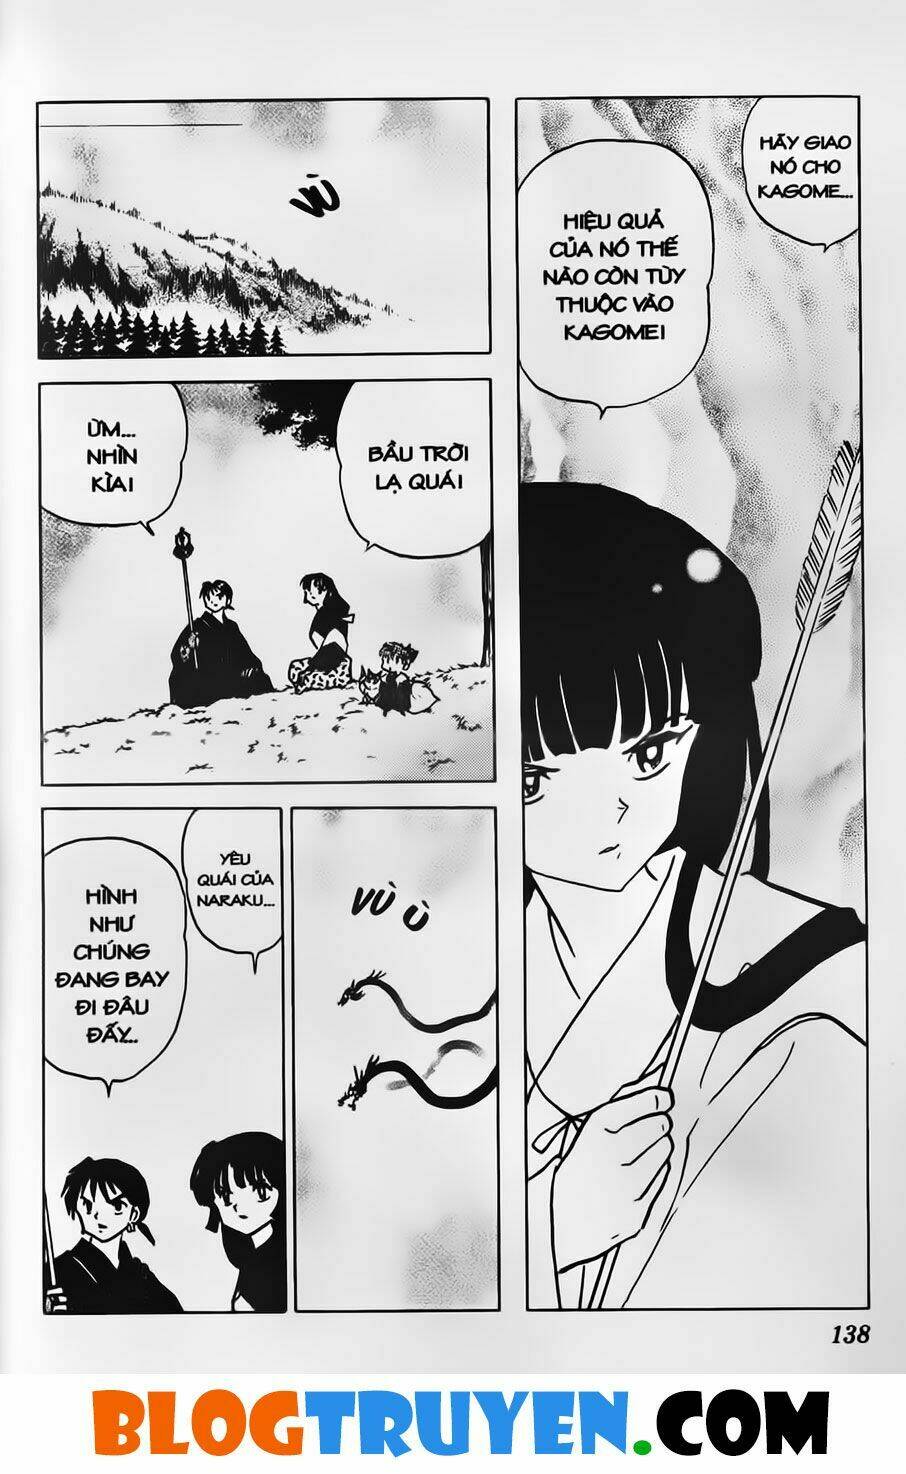 HÃY GIAO
NÓ CHO
KAGOME...
HIỆU QUẢ
CỦA NÓ THẾ
NÀO CÒN TÙY
THUỘC VÀO
KAGOME!
VÙ
BẦU TRỜI
LẠ QUÁ!
ỪM...
NHÌN
KÌA!
VÙ Ù
YÊU
QUÁI CỦA
NARAKU...
HÌNH
NHƯ
CHÚNG
ĐANG BAY
ĐI ĐÂU
ĐẤY...
138
BLOGTRUYEN.COM